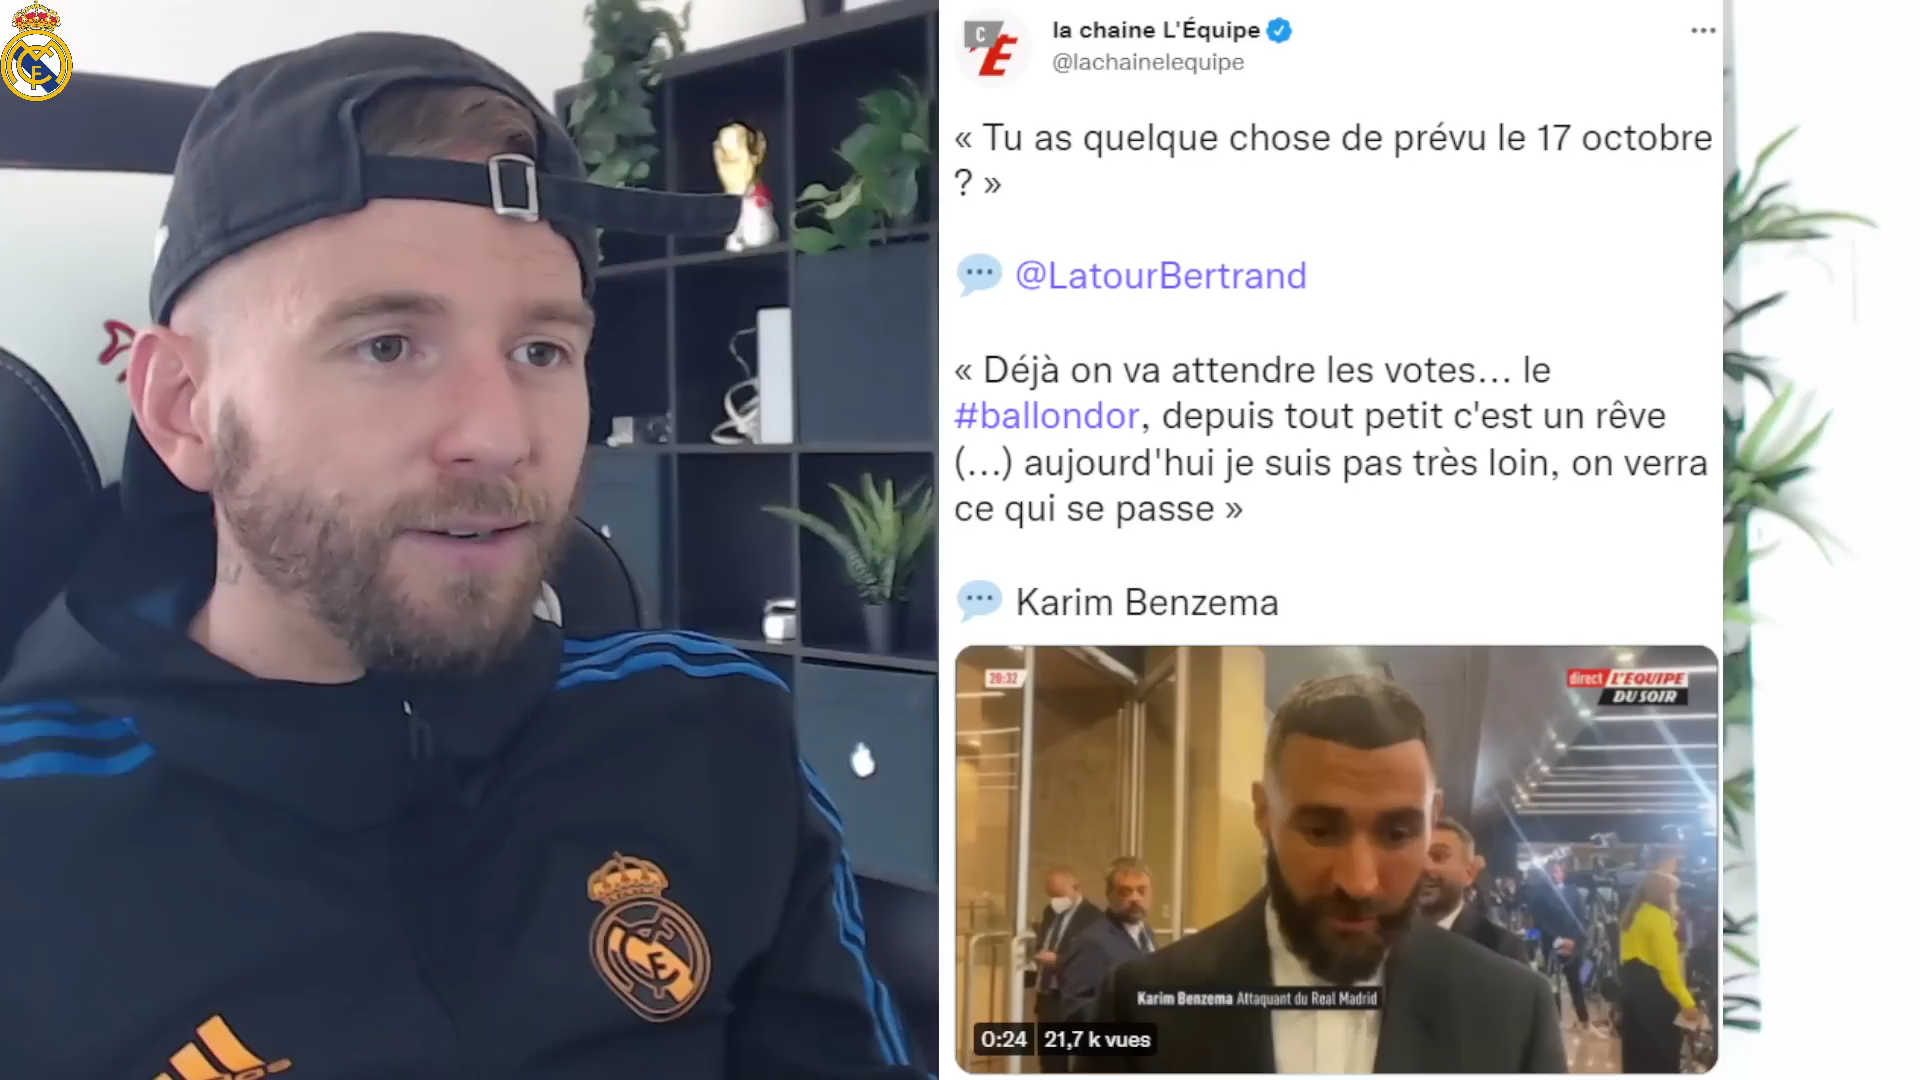 la chaine L'Équipe
@lachainelequipe
« Tu as quelque chose de prévu le 17 octobre
? »
@LatourBertrand
« Déjà on va attendre les votes... le
#ballondor, depuis tout petit c'est un rêve
(...) aujourd'hui je suis pas très loin, on verra
ce qui se passe »
Karim Benzema
20:32
direct L'ÉQUIPE
DU SOIR
Karim Benzema Attaquant du Real Madrid
0:24 21,7 k vues